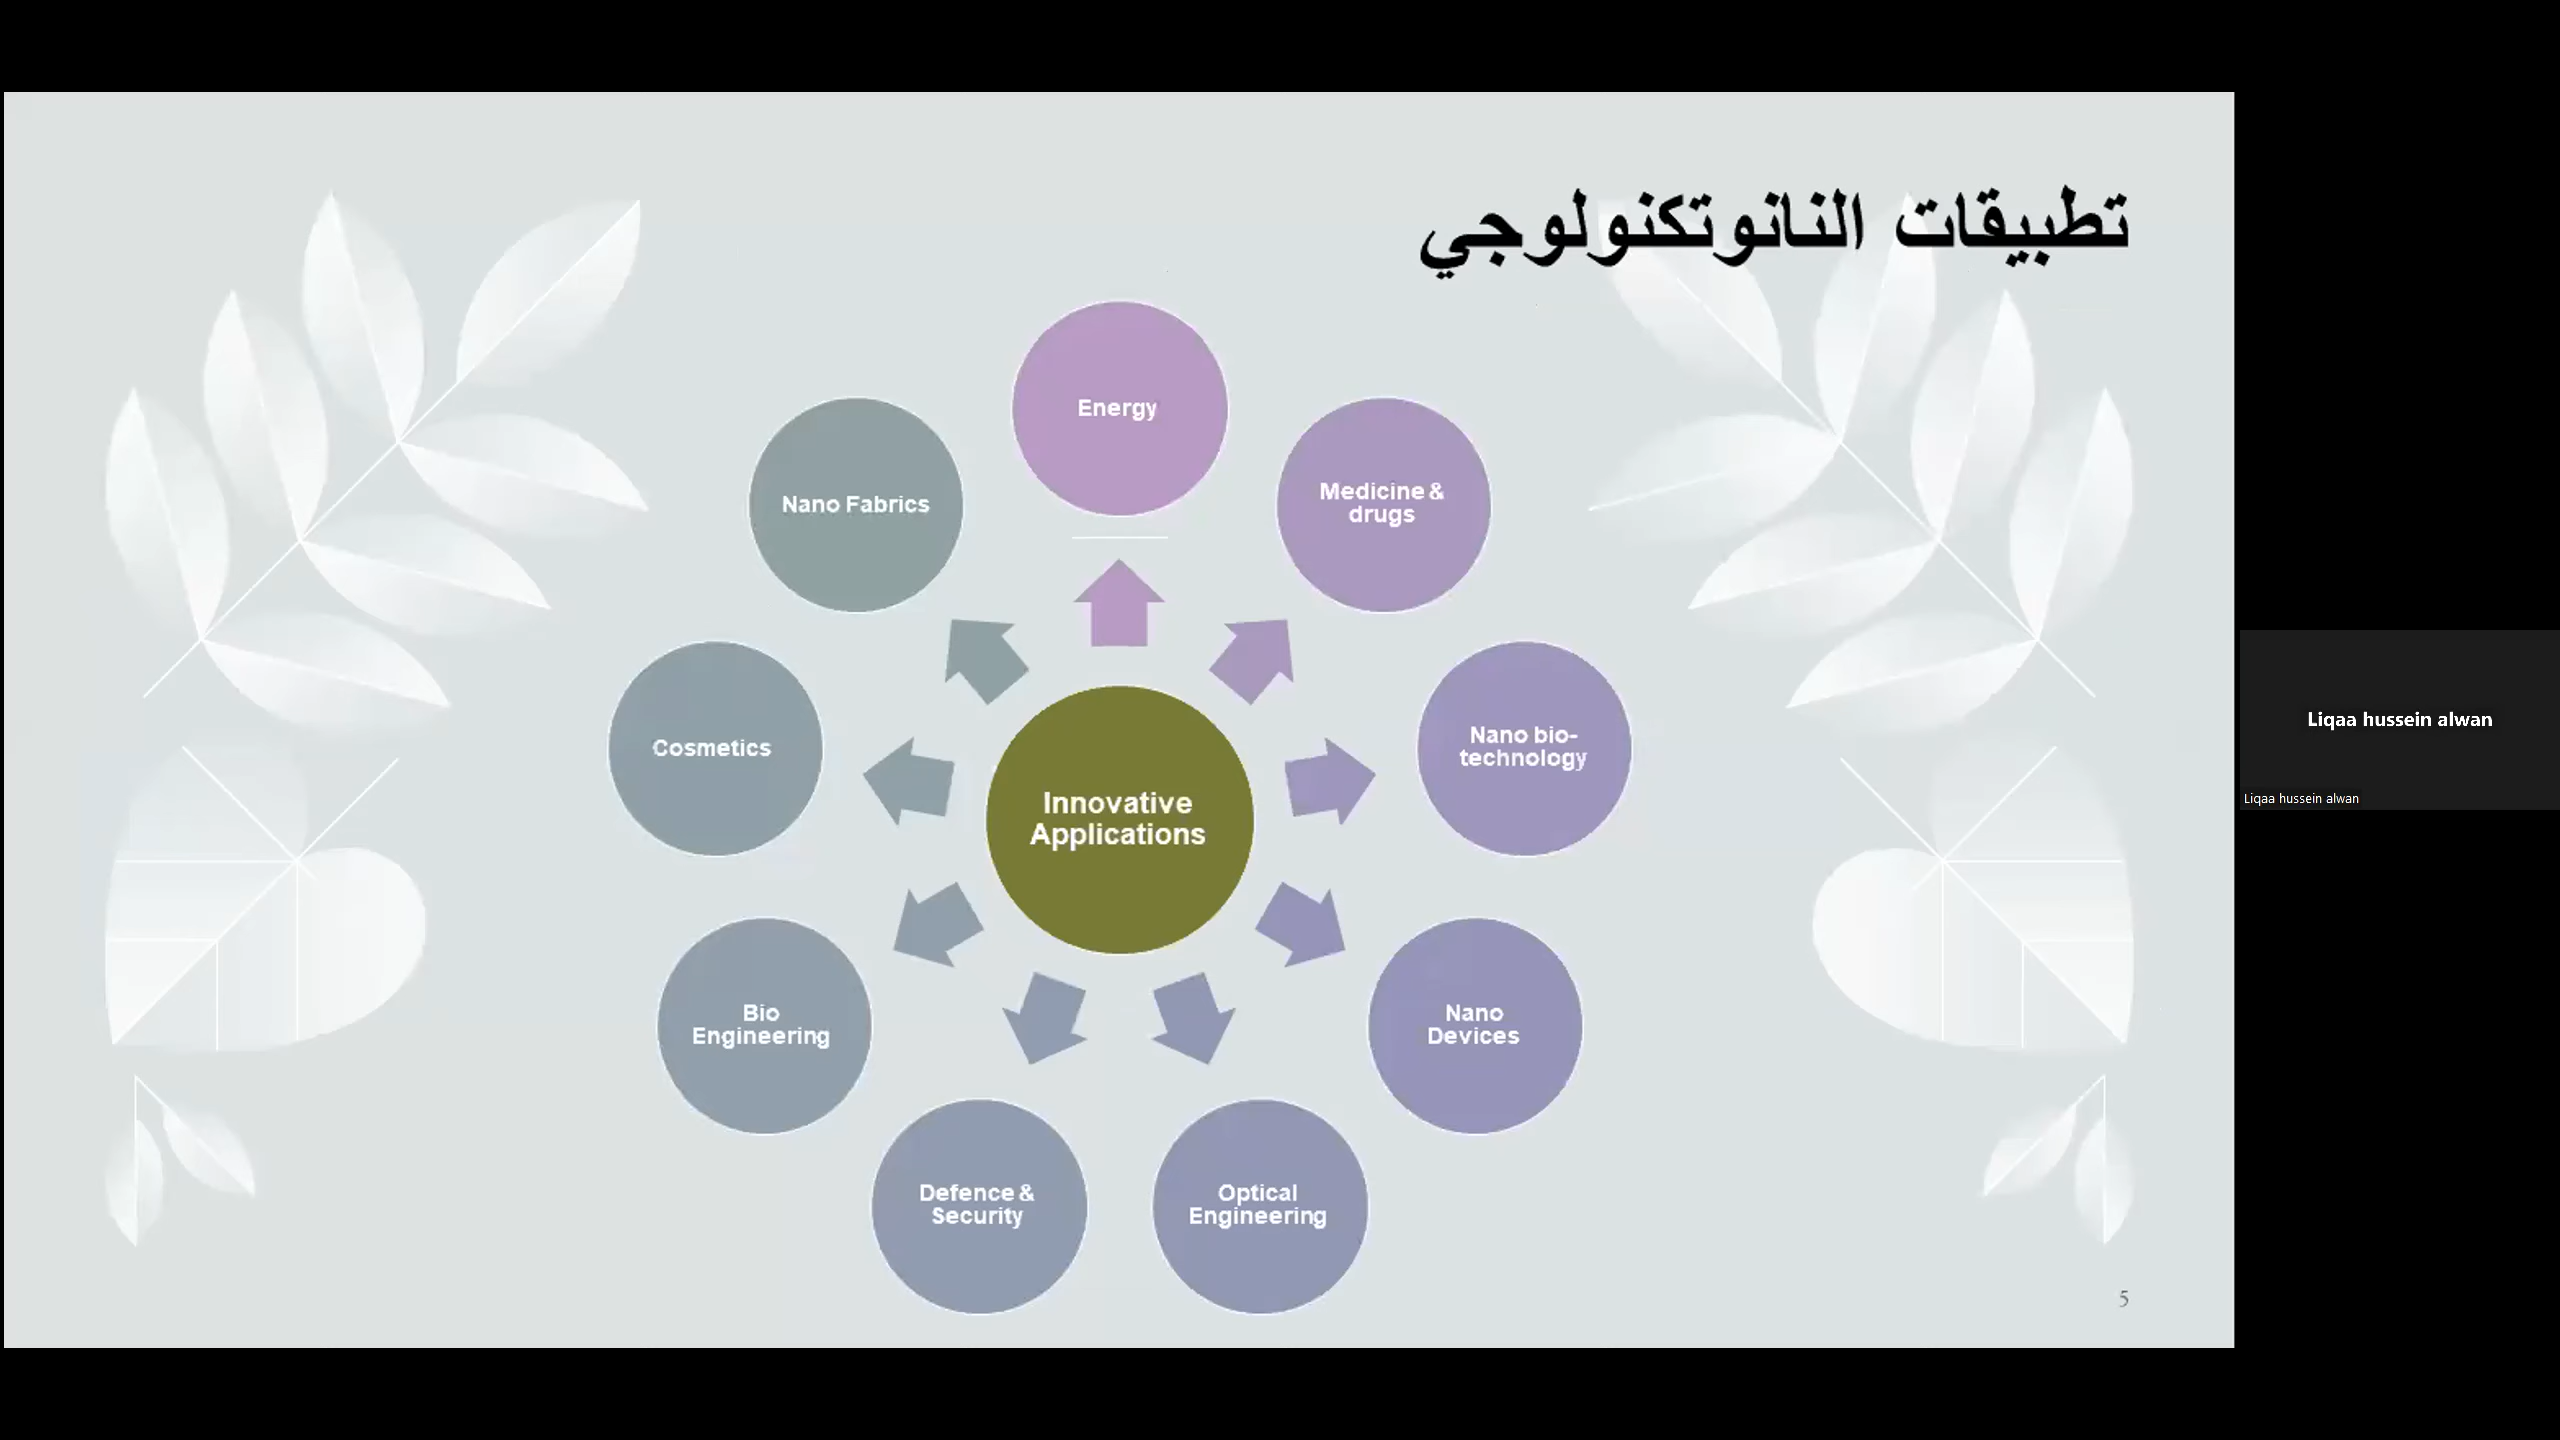 تطبيقات النانوتكنولوجي
Energy
Medicine &
drugs
Nano bio-
technology
Nano
Devices
Optical
Engineering
Defence &
Security
Bio
Engineering
Cosmetics
Nano Fabrics
Innovative
Applications
5
Liqaa hussein alwan
Liqaa hussein alwan